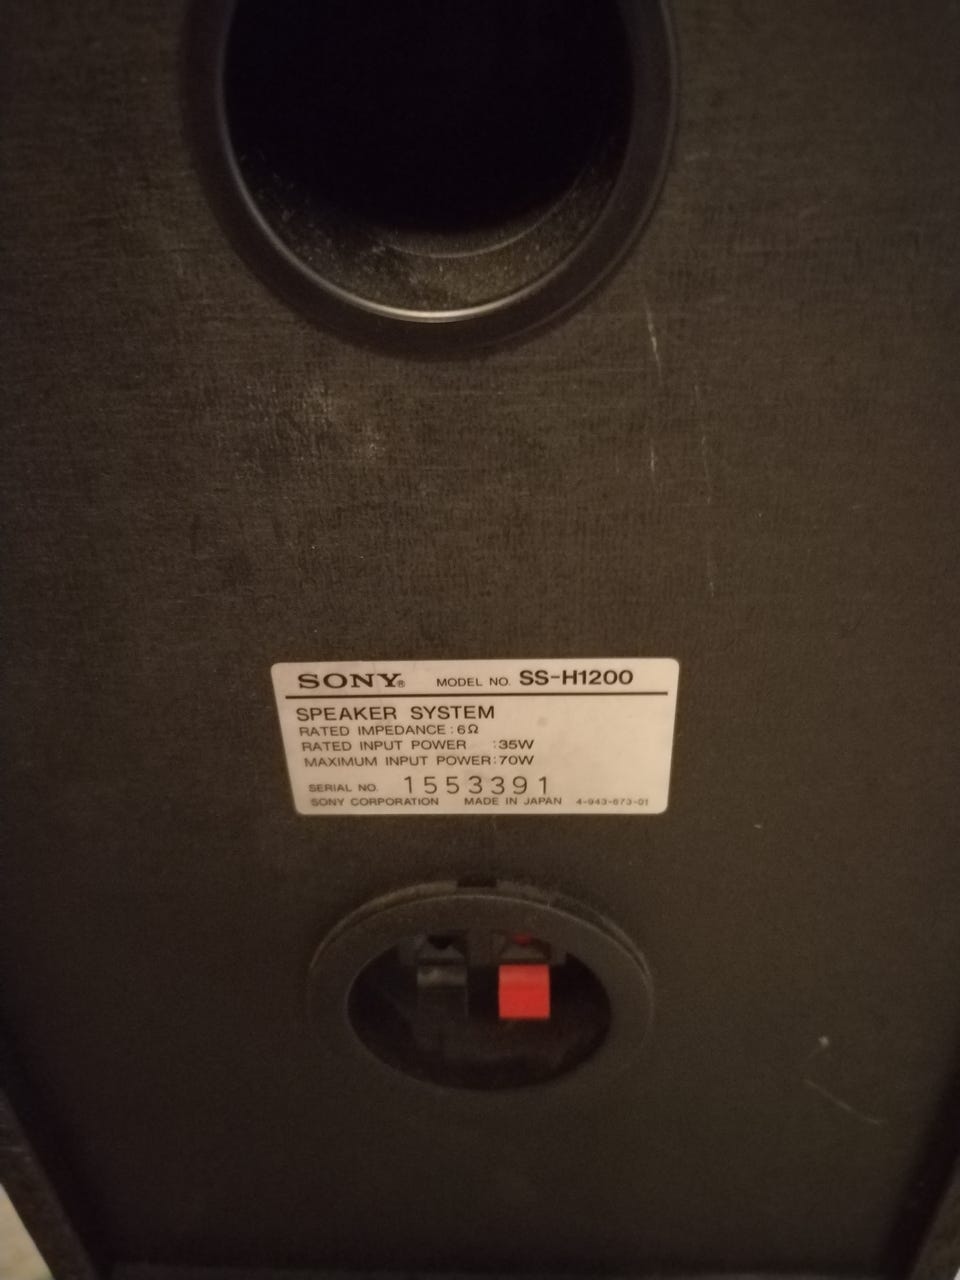 SONY® MODEL NO. SS-H1200
SPEAKER SYSTEM
RATED IMPEDANCE : 6Ω
RATED INPUT POWER :35W
MAXIMUM INPUT POWER:70W
SERIAL NO. 1553391
SONY CORPORATION MADE IN JAPAN 4-943-673-01